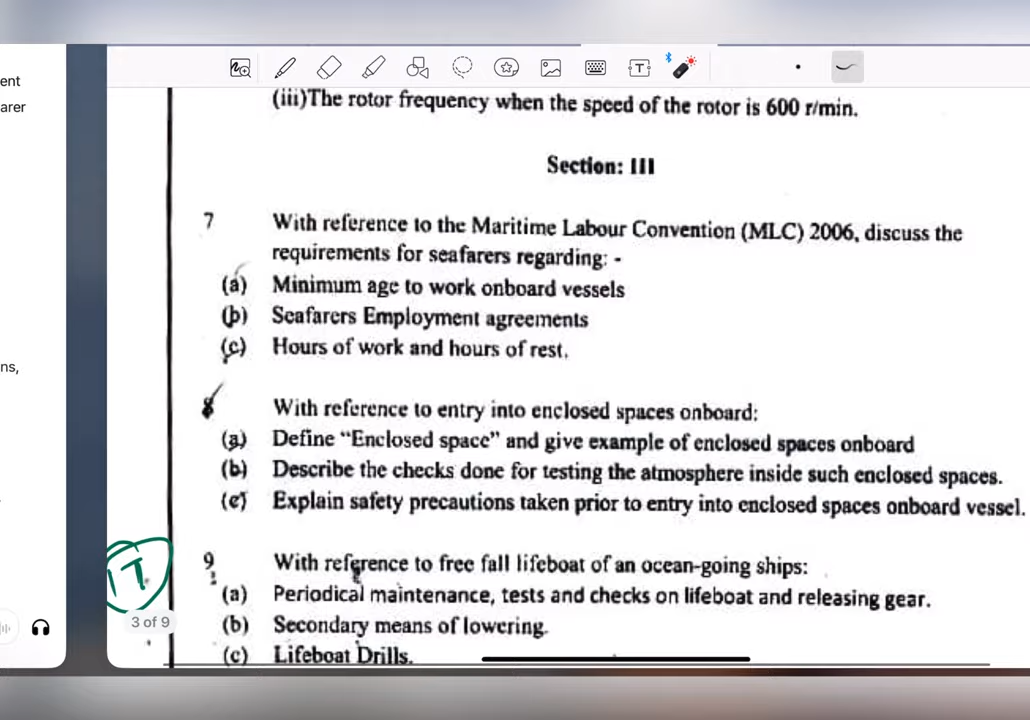 ent
arer
ns,
(iii)The rotor frequency when the speed of the rotor is 600 r/min.
Section: III
7 With reference to the Maritime Labour Convention (MLC) 2006, discuss the
requirements for seafarers regarding: -
(a) Minimum age to work onboard vessels
(b) Seafarers Employment agreements
(c) Hours of work and hours of rest.
8 With reference to entry into enclosed spaces onboard:
(a) Define “Enclosed space” and give example of enclosed spaces onboard
(b) Describe the checks done for testing the atmosphere inside such enclosed spaces.
(c) Explain safety precautions taken prior to entry into enclosed spaces onboard vessel.
9 With reference to free fall lifeboat of an ocean-going ships:
(a) Periodical maintenance, tests and checks on lifeboat and releasing gear.
(b) Secondary means of lowering.
(c) Lifeboat Drills.
3 of 9